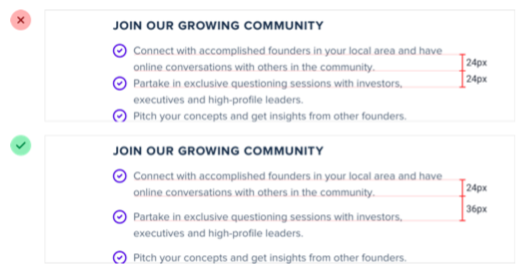 JOIN OUR GROWING COMMUNITY
Connect with accomplished founders in your local area and have
online conversations with others in the community.
24px
Partake in exclusive questioning sessions with investors,
24px
executives and high-profile leaders.
Pitch your concepts and get insights from other founders.
JOIN OUR GROWING COMMUNITY
Connect with accomplished founders in your local area and have
online conversations with others in the community.
24px
Partake in exclusive questioning sessions with investors,
36px
executives and high-profile leaders.
Pitch your concepts and get insights from other founders.